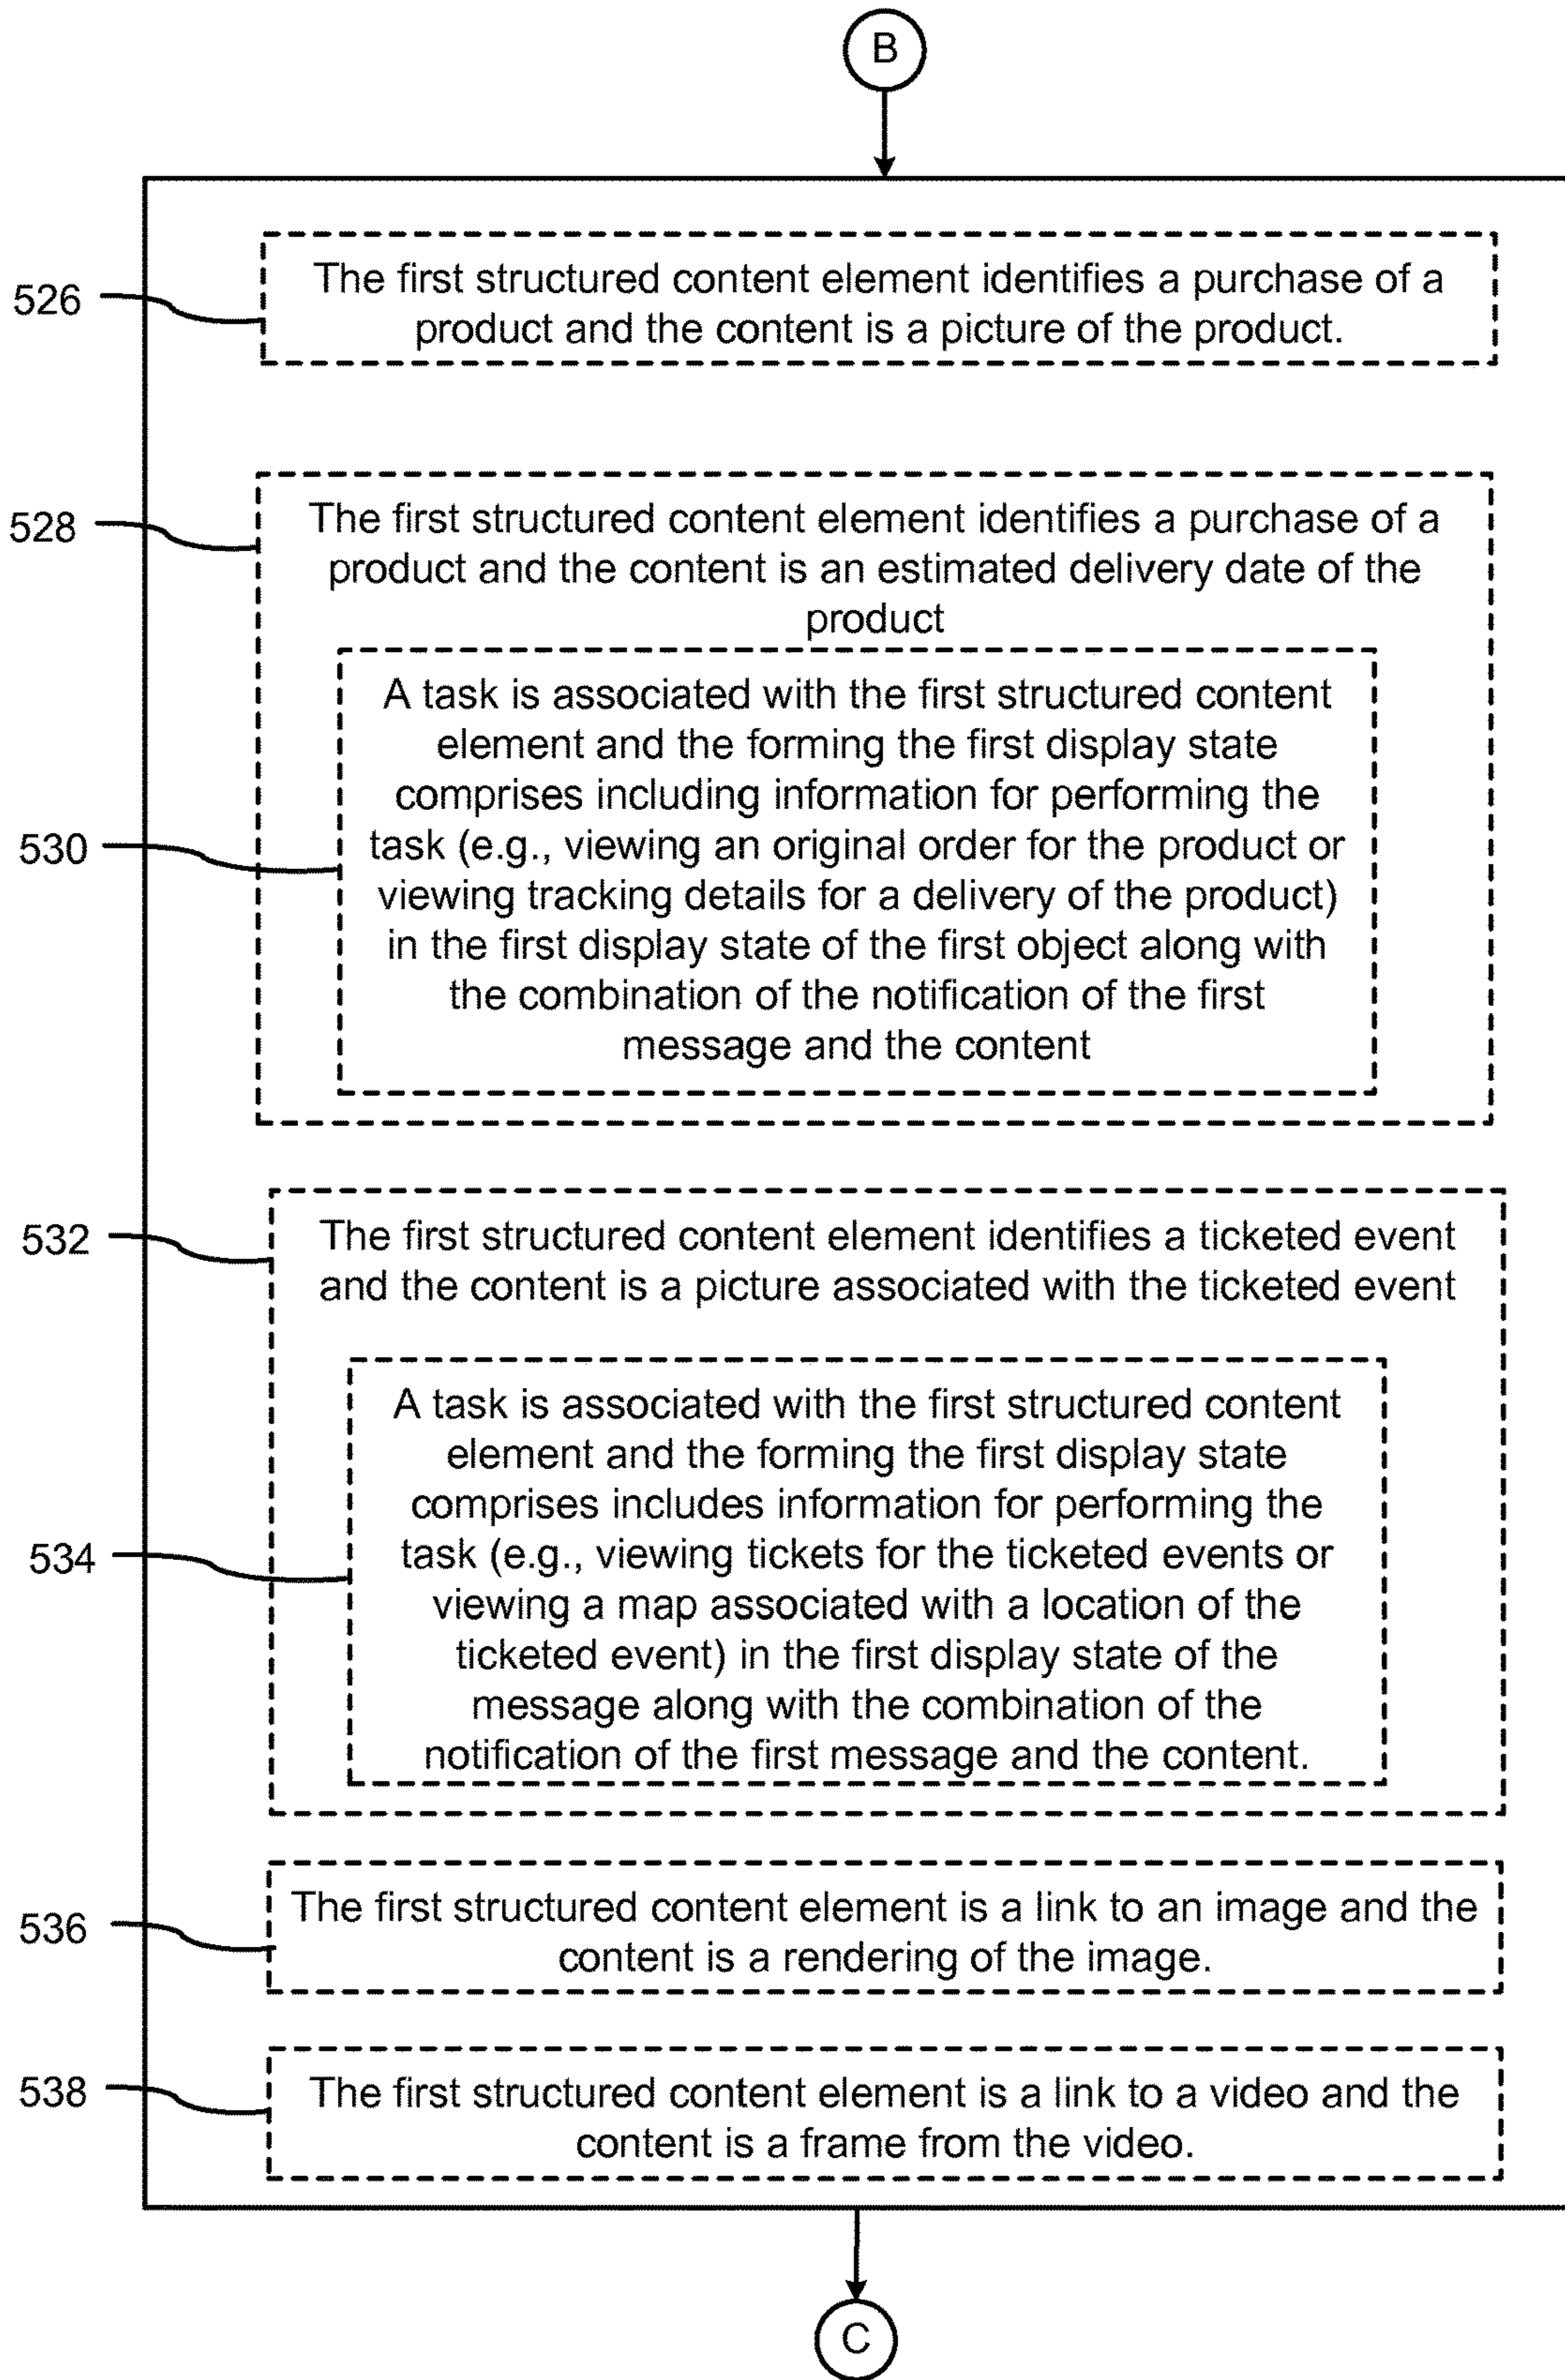 B
526
The first structured content element identifies a purchase of a
product and the content is a picture of the product.
528
The first structured content element identifies a purchase of a
product and the content is an estimated delivery date of the
product
530
A task is associated with the first structured content
element and the forming the first display state
comprises including information for performing the
task (e.g., viewing an original order for the product or
viewing tracking details for a delivery of the product)
in the first display state of the first object along with
the combination of the notification of the first
message and the content
532
The first structured content element identifies a ticketed event
and the content is a picture associated with the ticketed event
534
A task is associated with the first structured content
element and the forming the first display state
comprises includes information for performing the
task (e.g., viewing tickets for the ticketed events or
viewing a map associated with a location of the
ticketed event) in the first display state of the
message along with the combination of the
notification of the first message and the content.
536
The first structured content element is a link to an image and the
content is a rendering of the image.
538
The first structured content element is a link to a video and the
content is a frame from the video.
C